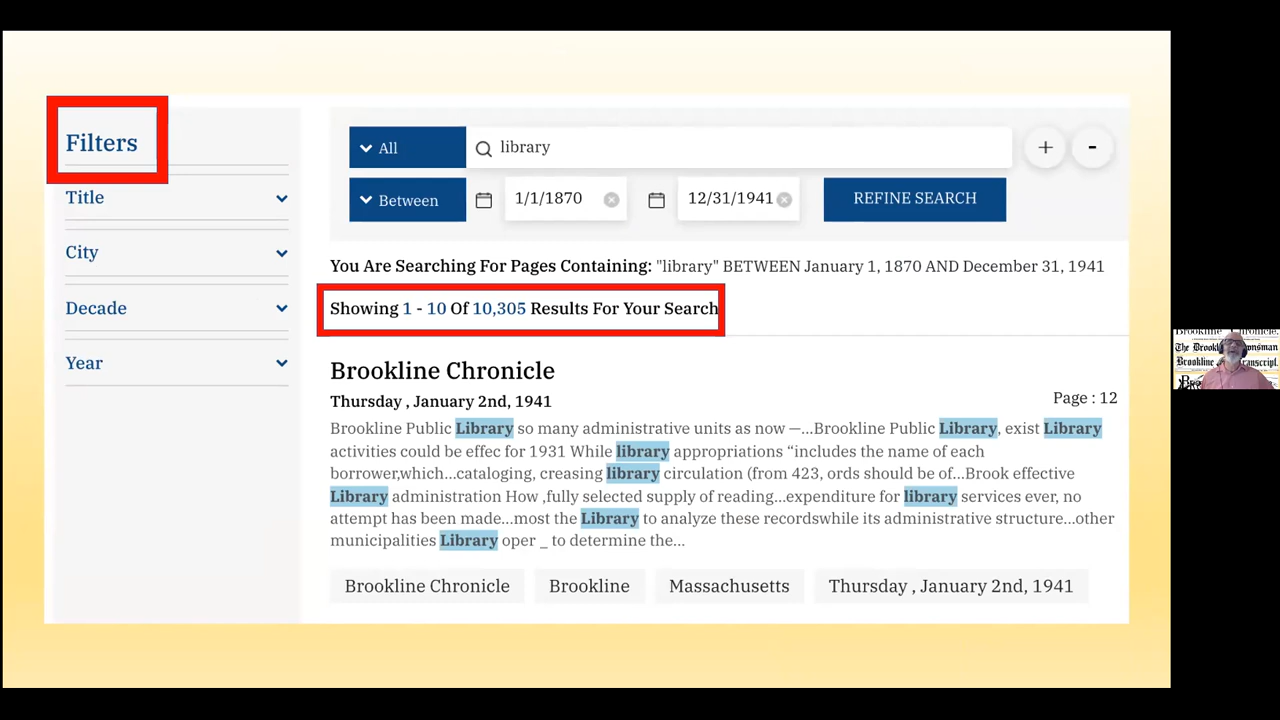 Filters
Title
City
Decade
Year
All
library
+
-
Between
1/1/1870
12/31/1941
REFINE SEARCH
You Are Searching For Pages Containing: "library" BETWEEN January 1, 1870 AND December 31, 1941
Showing 1 - 10 Of 10,305 Results For Your Search
Brookline Chronicle
Thursday , January 2nd, 1941
Page : 12
Brookline Public Library so many administrative units as now —...Brookline Public Library, exist Library
activities could be effec for 1931 While library appropriations “includes the name of each
borrower,which...cataloging, creasing library circulation (from 423, ords should be of...Brook effective
Library administration How ,fully selected supply of reading...expenditure for library services ever, no
attempt has been made...most the Library to analyze these recordswhile its administrative structure...other
municipalities Library oper _ to determine the...
Brookline Chronicle
Brookline
Massachusetts
Thursday , January 2nd, 1941
Brookline Chronicle.
The
Brookline